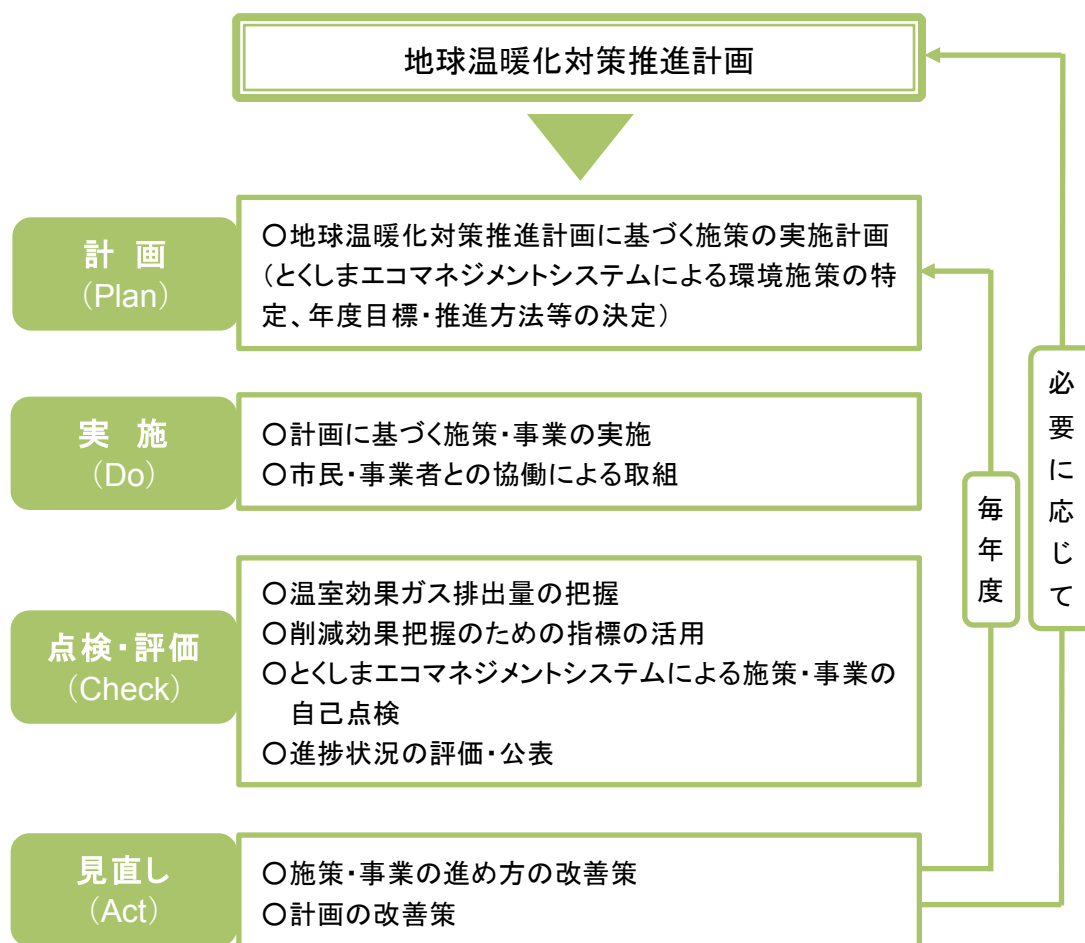 地球温暖化対策推進計画
計 画
（Plan）
○地球温暖化対策推進計画に基づく施策の実施計画
（とくしまエコマネジメントシステムによる環境施策の特
定、年度目標・推進方法等の決定）
実 施
（Do）
○計画に基づく施策・事業の実施
○市民・事業者との協働による取組
点検・評価
（Check）
○温室効果ガス排出量の把握
○削減効果把握のための指標の活用
○とくしまエコマネジメントシステムによる施策・事業の
自己点検
○進捗状況の評価・公表
見直し
（Act）
○施策・事業の進め方の改善策
○計画の改善策
毎年度
必要に応じて